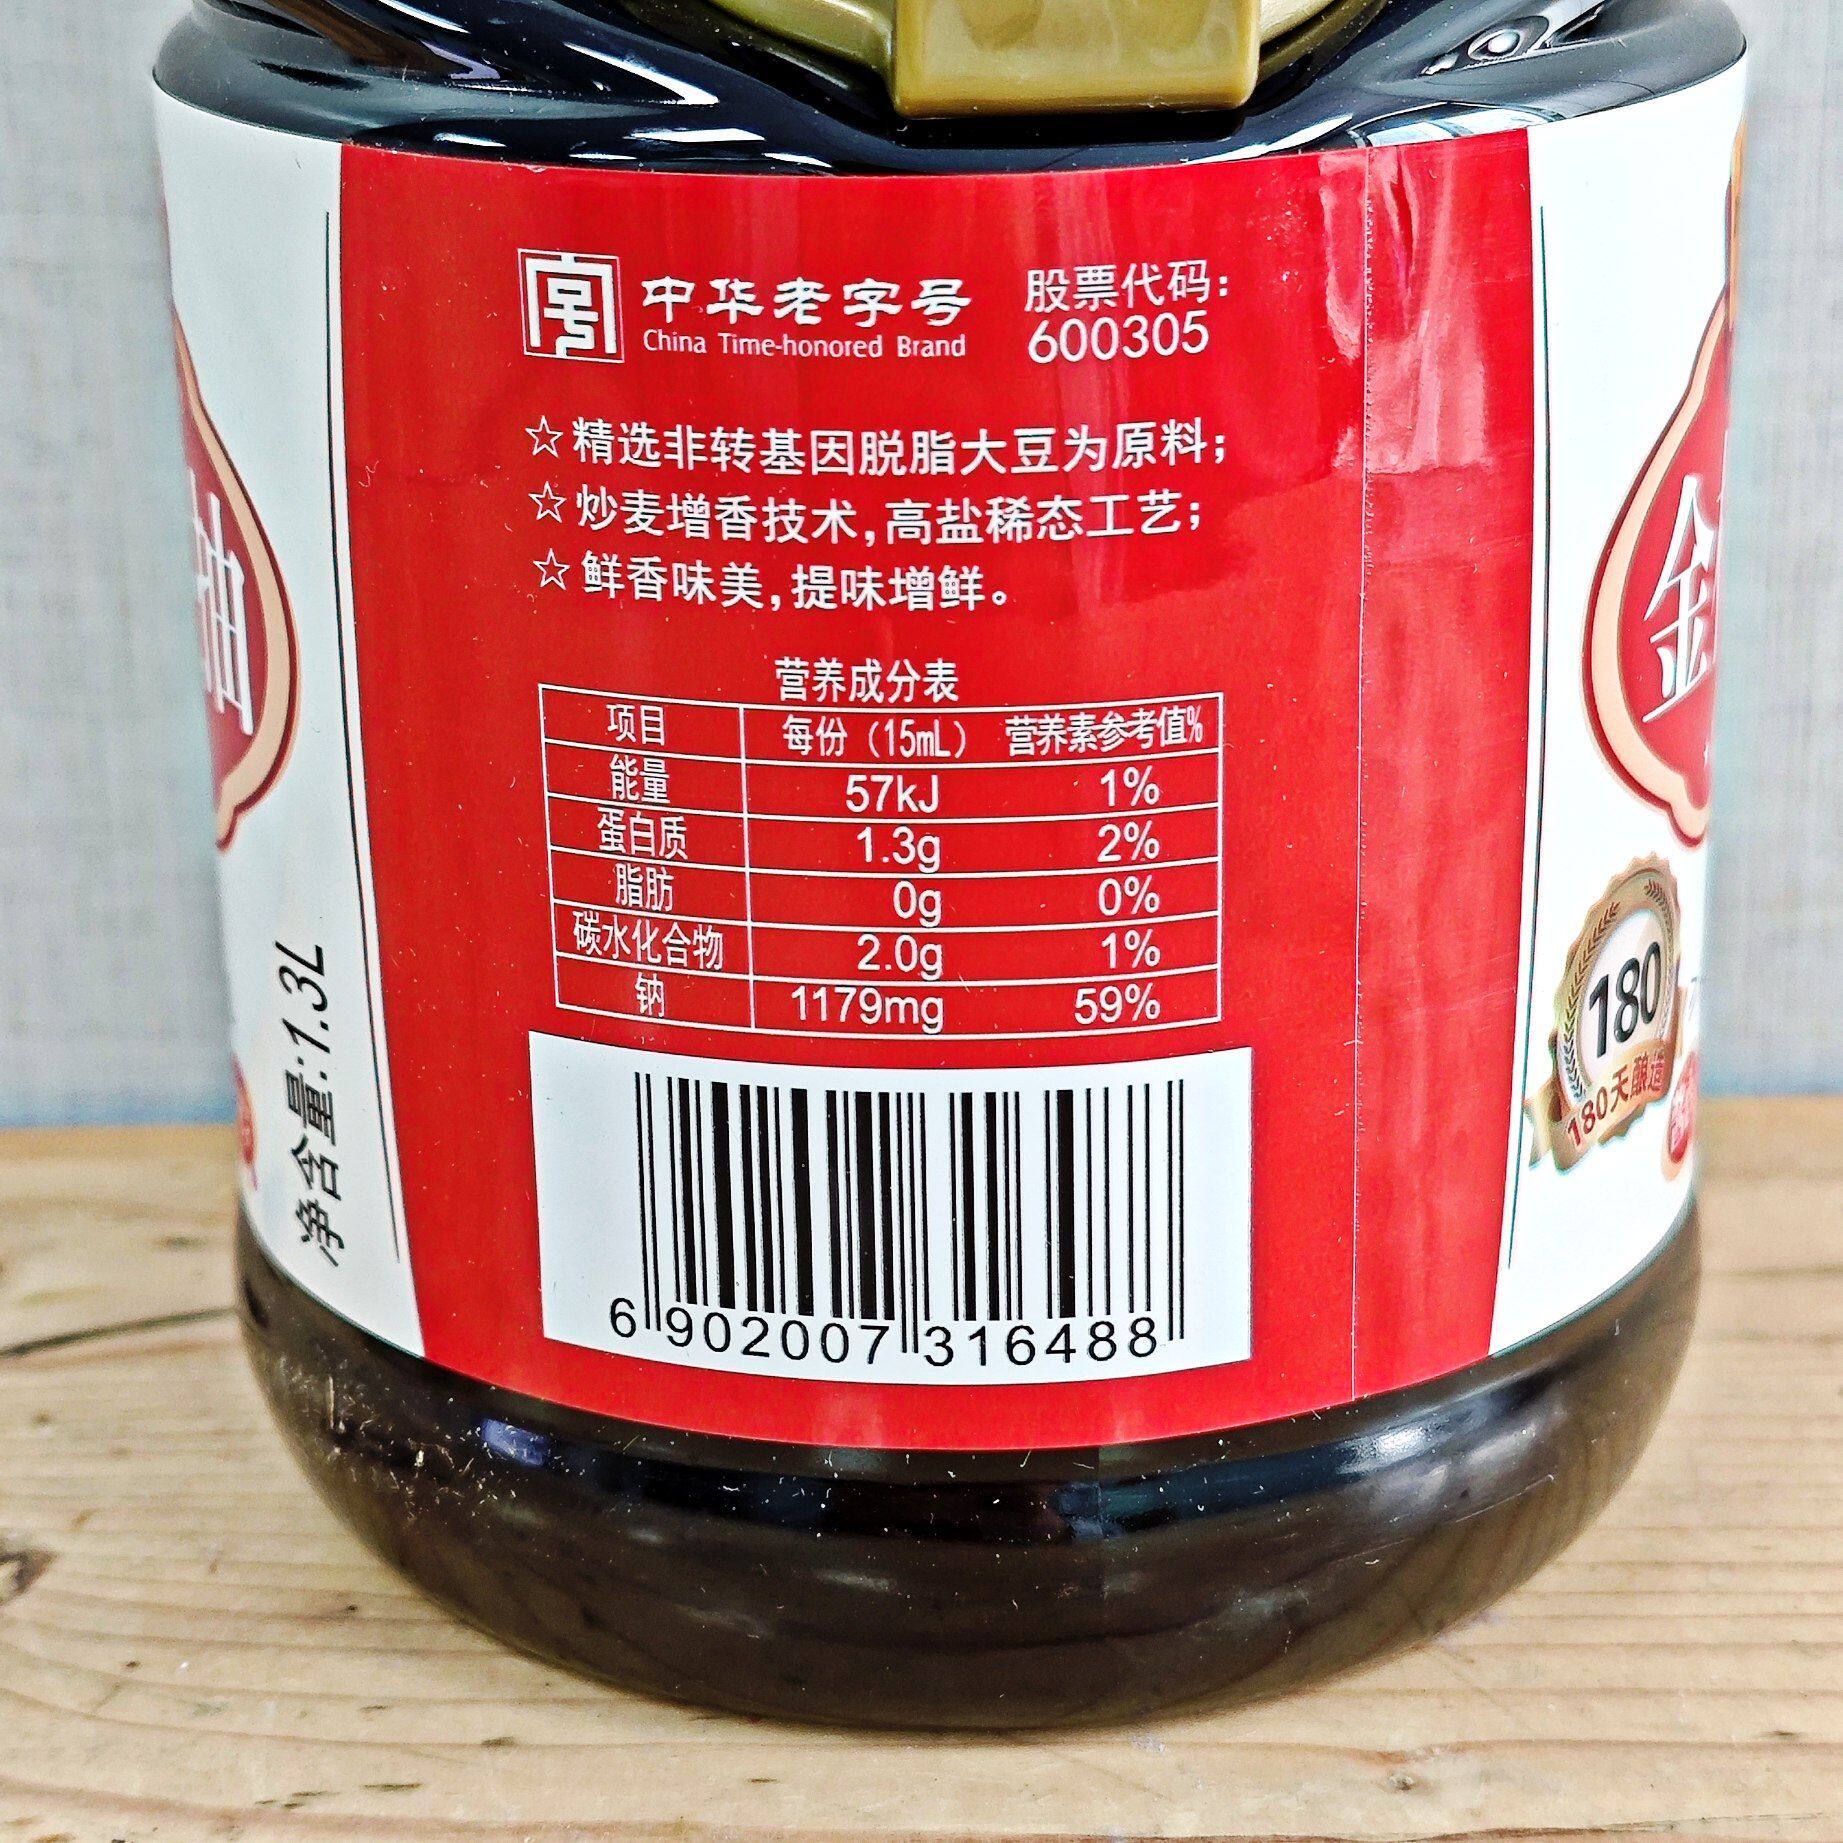 中华老字号
China Time-honored Brand
股票代码:
600305
☆精选非转基因脱脂大豆为原料;
☆炒麦增香技术,高盐稀态工艺;
☆鲜香味美,提味增鲜。
营养成分表
项目 每份（15mL） 营养素参考值%
能量 57kJ 1%
蛋白质 1.3g 2%
脂肪 0g 0%
碳水化合物 2.0g 1%
钠 1179mg 59%
6 902007 316488
抽
净含量:1.3L
金
180
180天酿造